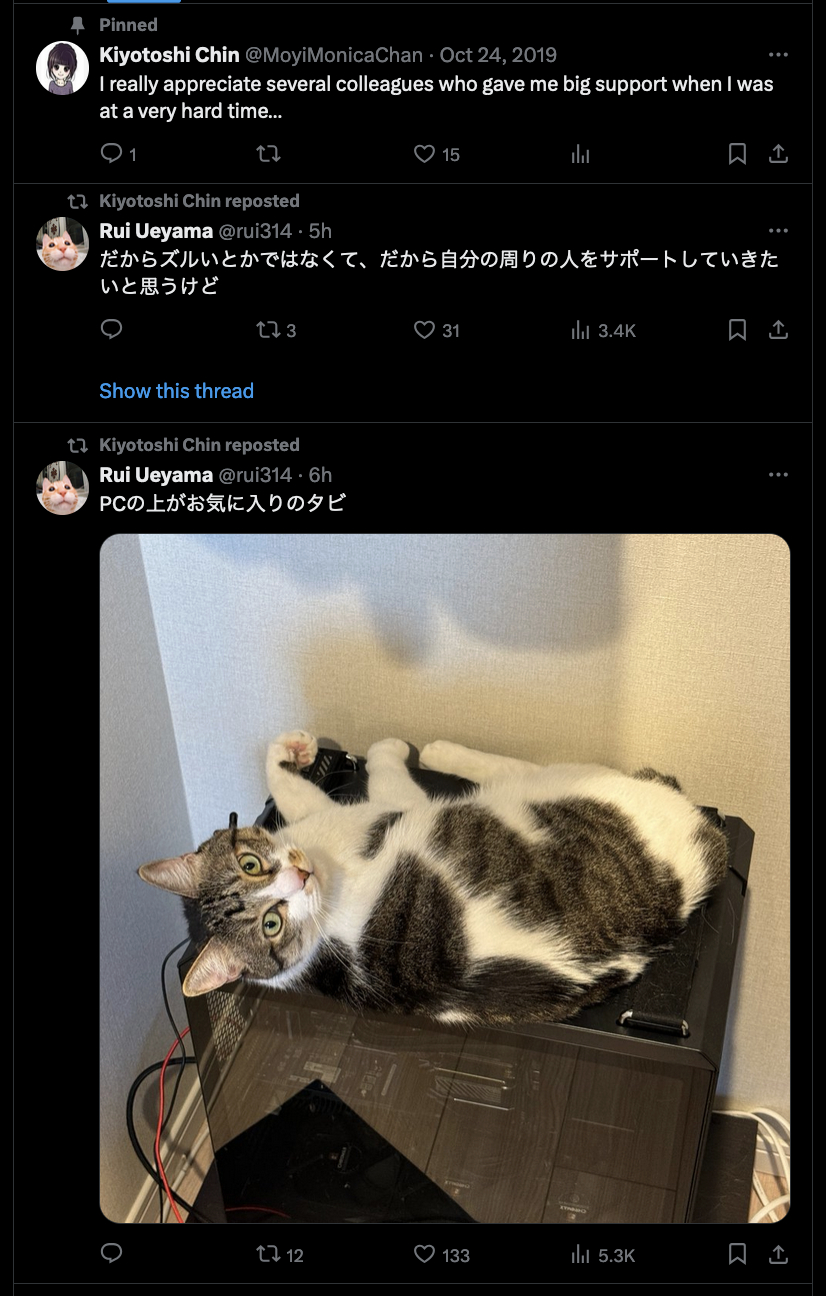 Pinned
Kiyotoshi Chin @MoyiMonicaChan · Oct 24, 2019
I really appreciate several colleagues who gave me big support when I was
at a very hard time...
1
15
Kiyotoshi Chin reposted
Rui Ueyama @rui314 · 5h
だからズルいとかではなくて、だから自分の周りの人をサポートしていきた
いと思うけど
3 31 3.4K
Show this thread
Kiyotoshi Chin reposted
Rui Ueyama @rui314 · 6h
PCの上がお気に入りのタビ
12 133 5.3K